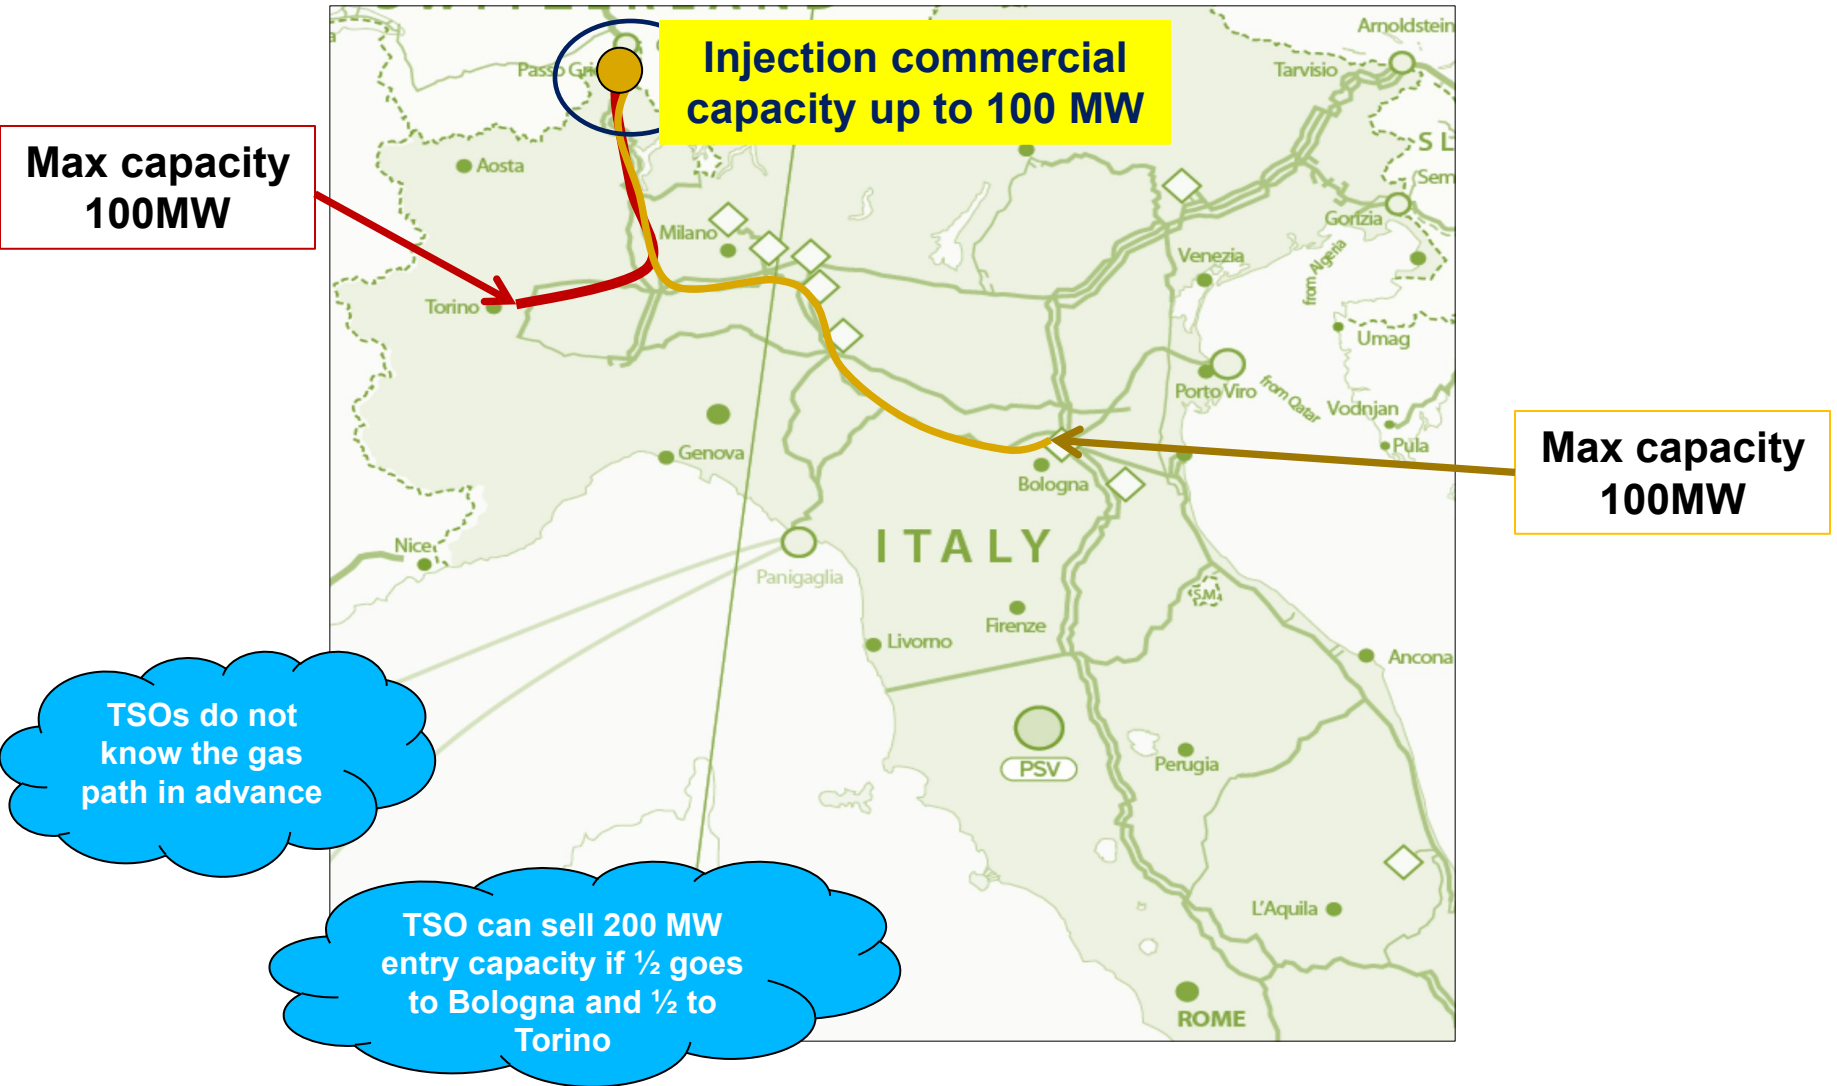 SWITZERLAND
Injection commercial
capacity up to 100 MW
Arnoldstein
Tarvisio
Max capacity
100MW
Aosta
Gorizia
Milano
Venezia
from Algeria
Torino
Umag
Porto Viro
from Qatar
Vodnjan
Pula
Max capacity
100MW
Genova
Bologna
ITALY
Nice
Panigaglia
S.M.
Firenze
Livorno
Ancona
TSOs do not
know the gas
path in advance
PSV
Perugia
TSO can sell 200 MW
entry capacity if ½ goes
to Bologna and ½ to
Torino
L'Aquila
ROME